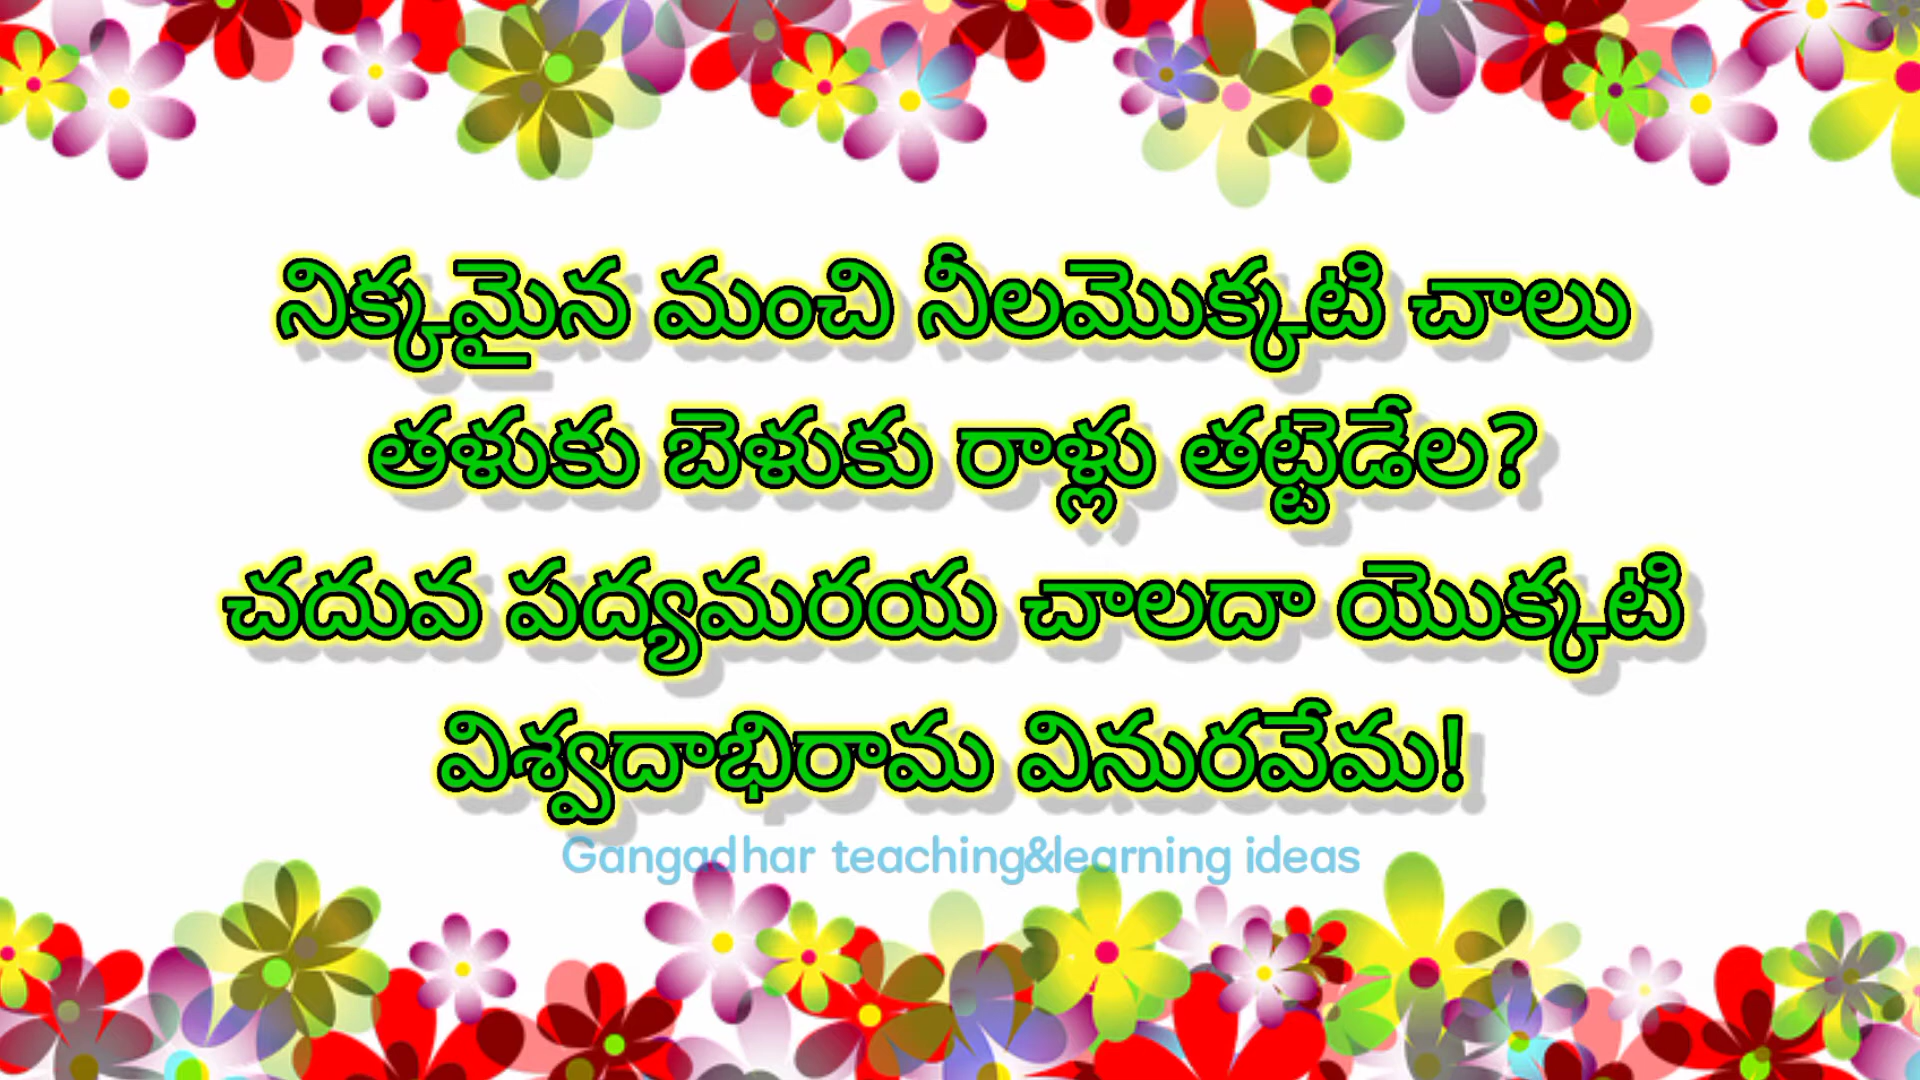 నిక్కమైన మంచి నీలమొక్కటి చాలు
తళుకు బెళుకు రాళ్లు తట్టెడేల?
చదువ పద్యమరయ చాలదా యొక్కటి
విశ్వదాభిరామ వినురవేమ!
Gangadhar teaching&learning ideas